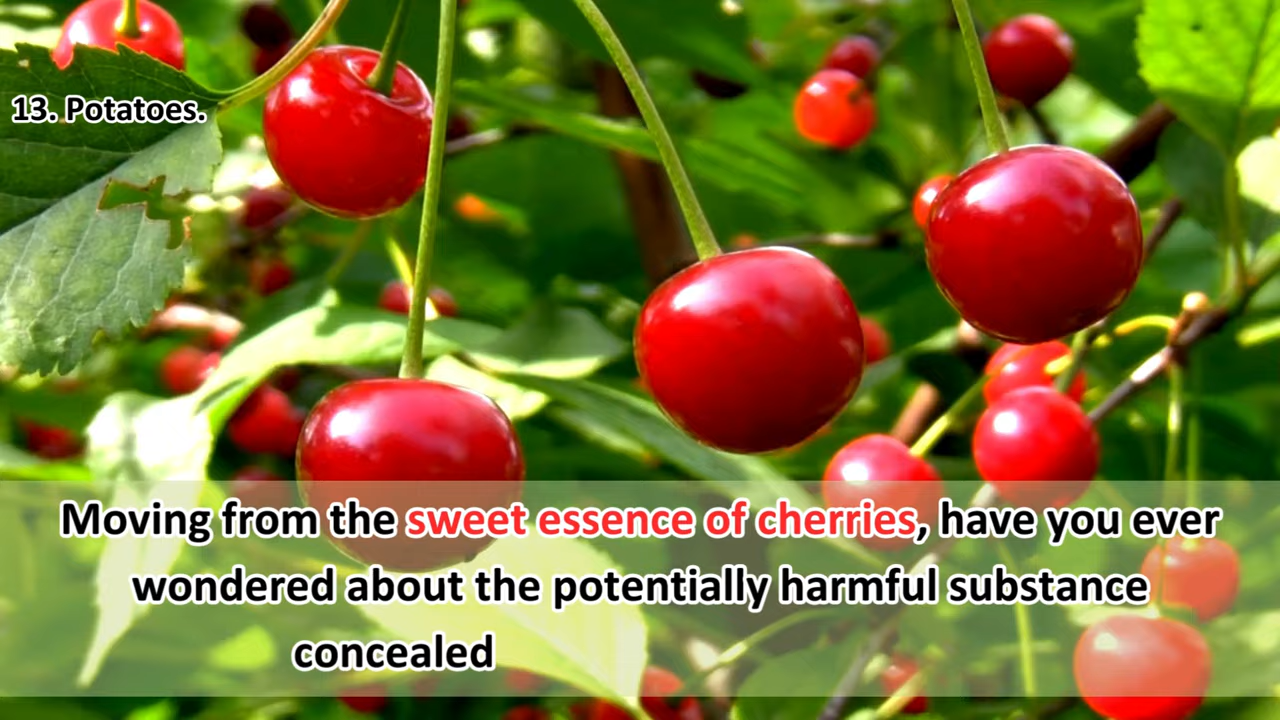 13. Potatoes.
Moving from the sweet essence of cherries, have you ever
wondered about the potentially harmful substance
concealed